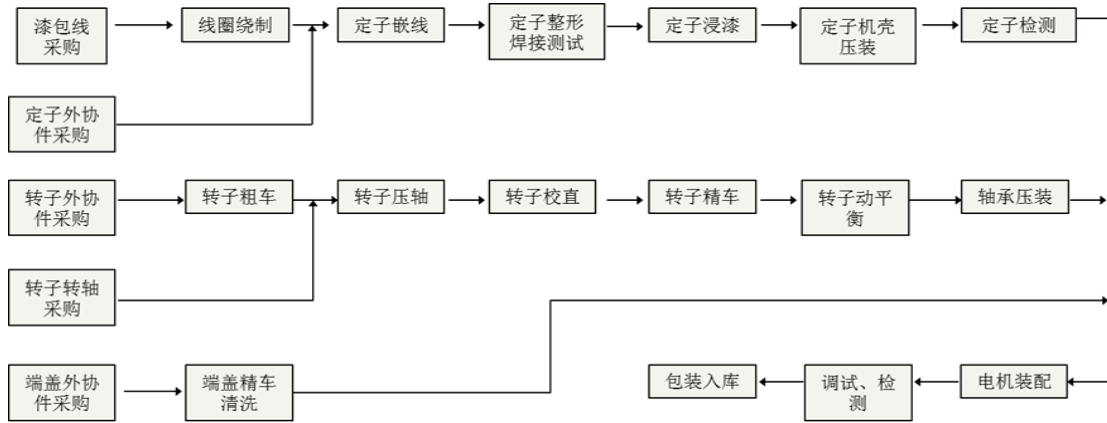 漆包线
采购
线圈绕制
定子嵌线
定子整形
焊接测试
定子浸漆
定子机壳
压装
定子检测
定子外协
件采购
转子外协
件采购
转子粗车
转子压轴
转子校直
转子精车
转子动平
衡
轴承压装
转子转轴
采购
端盖外协
件采购
端盖精车
清洗
包装入库
调试、检
测
电机装配